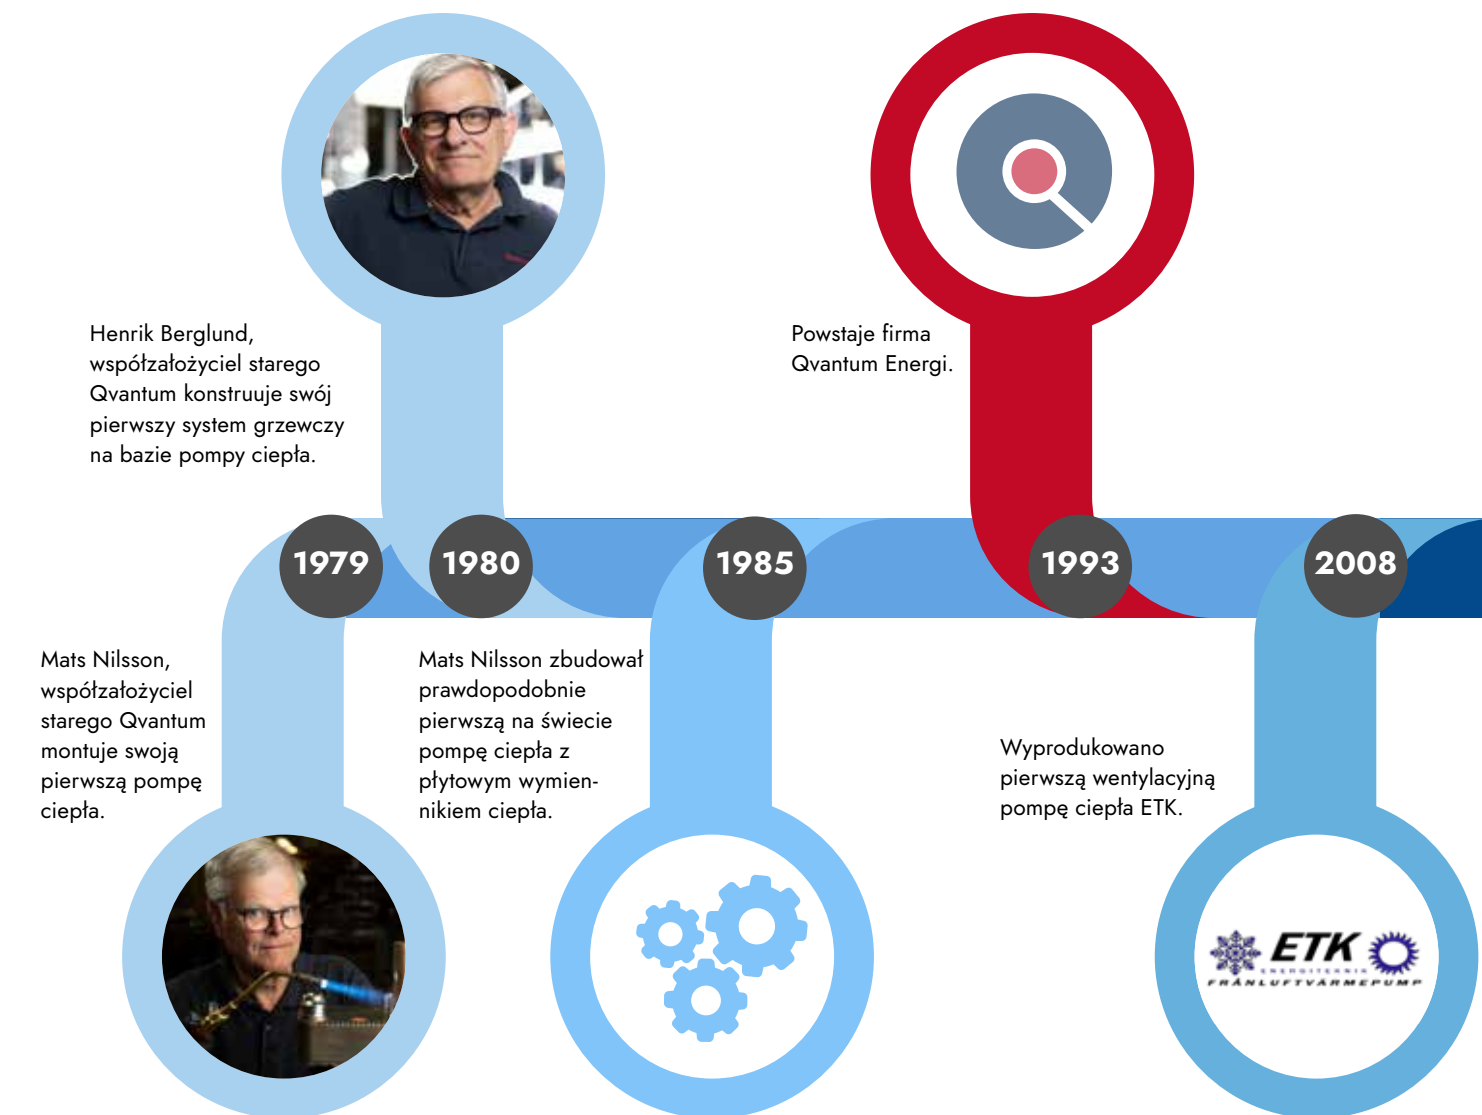 Henrik Berglund,
współzałożyciel starego
Qvantum konstruuje swój
pierwszy system grzewczy
na bazie pompy ciepła.
Powstaje firma
Qvantum Energi.
1979
1980
1985
1993
2008
Mats Nilsson,
współzałożyciel
starego Qvantum
montuje swoją
pierwszą pompę
ciepła.
Mats Nilsson zbudował
prawdopodobnie
pierwszą na świecie
pompę ciepła z
płytowym wymien-
nikiem ciepła.
Wyprodukowano
pierwszą wentylacyjną
pompę ciepła ETK.
ETK
ENERGITEKNIK
FRÅNLUFTVÄRMEPUMP